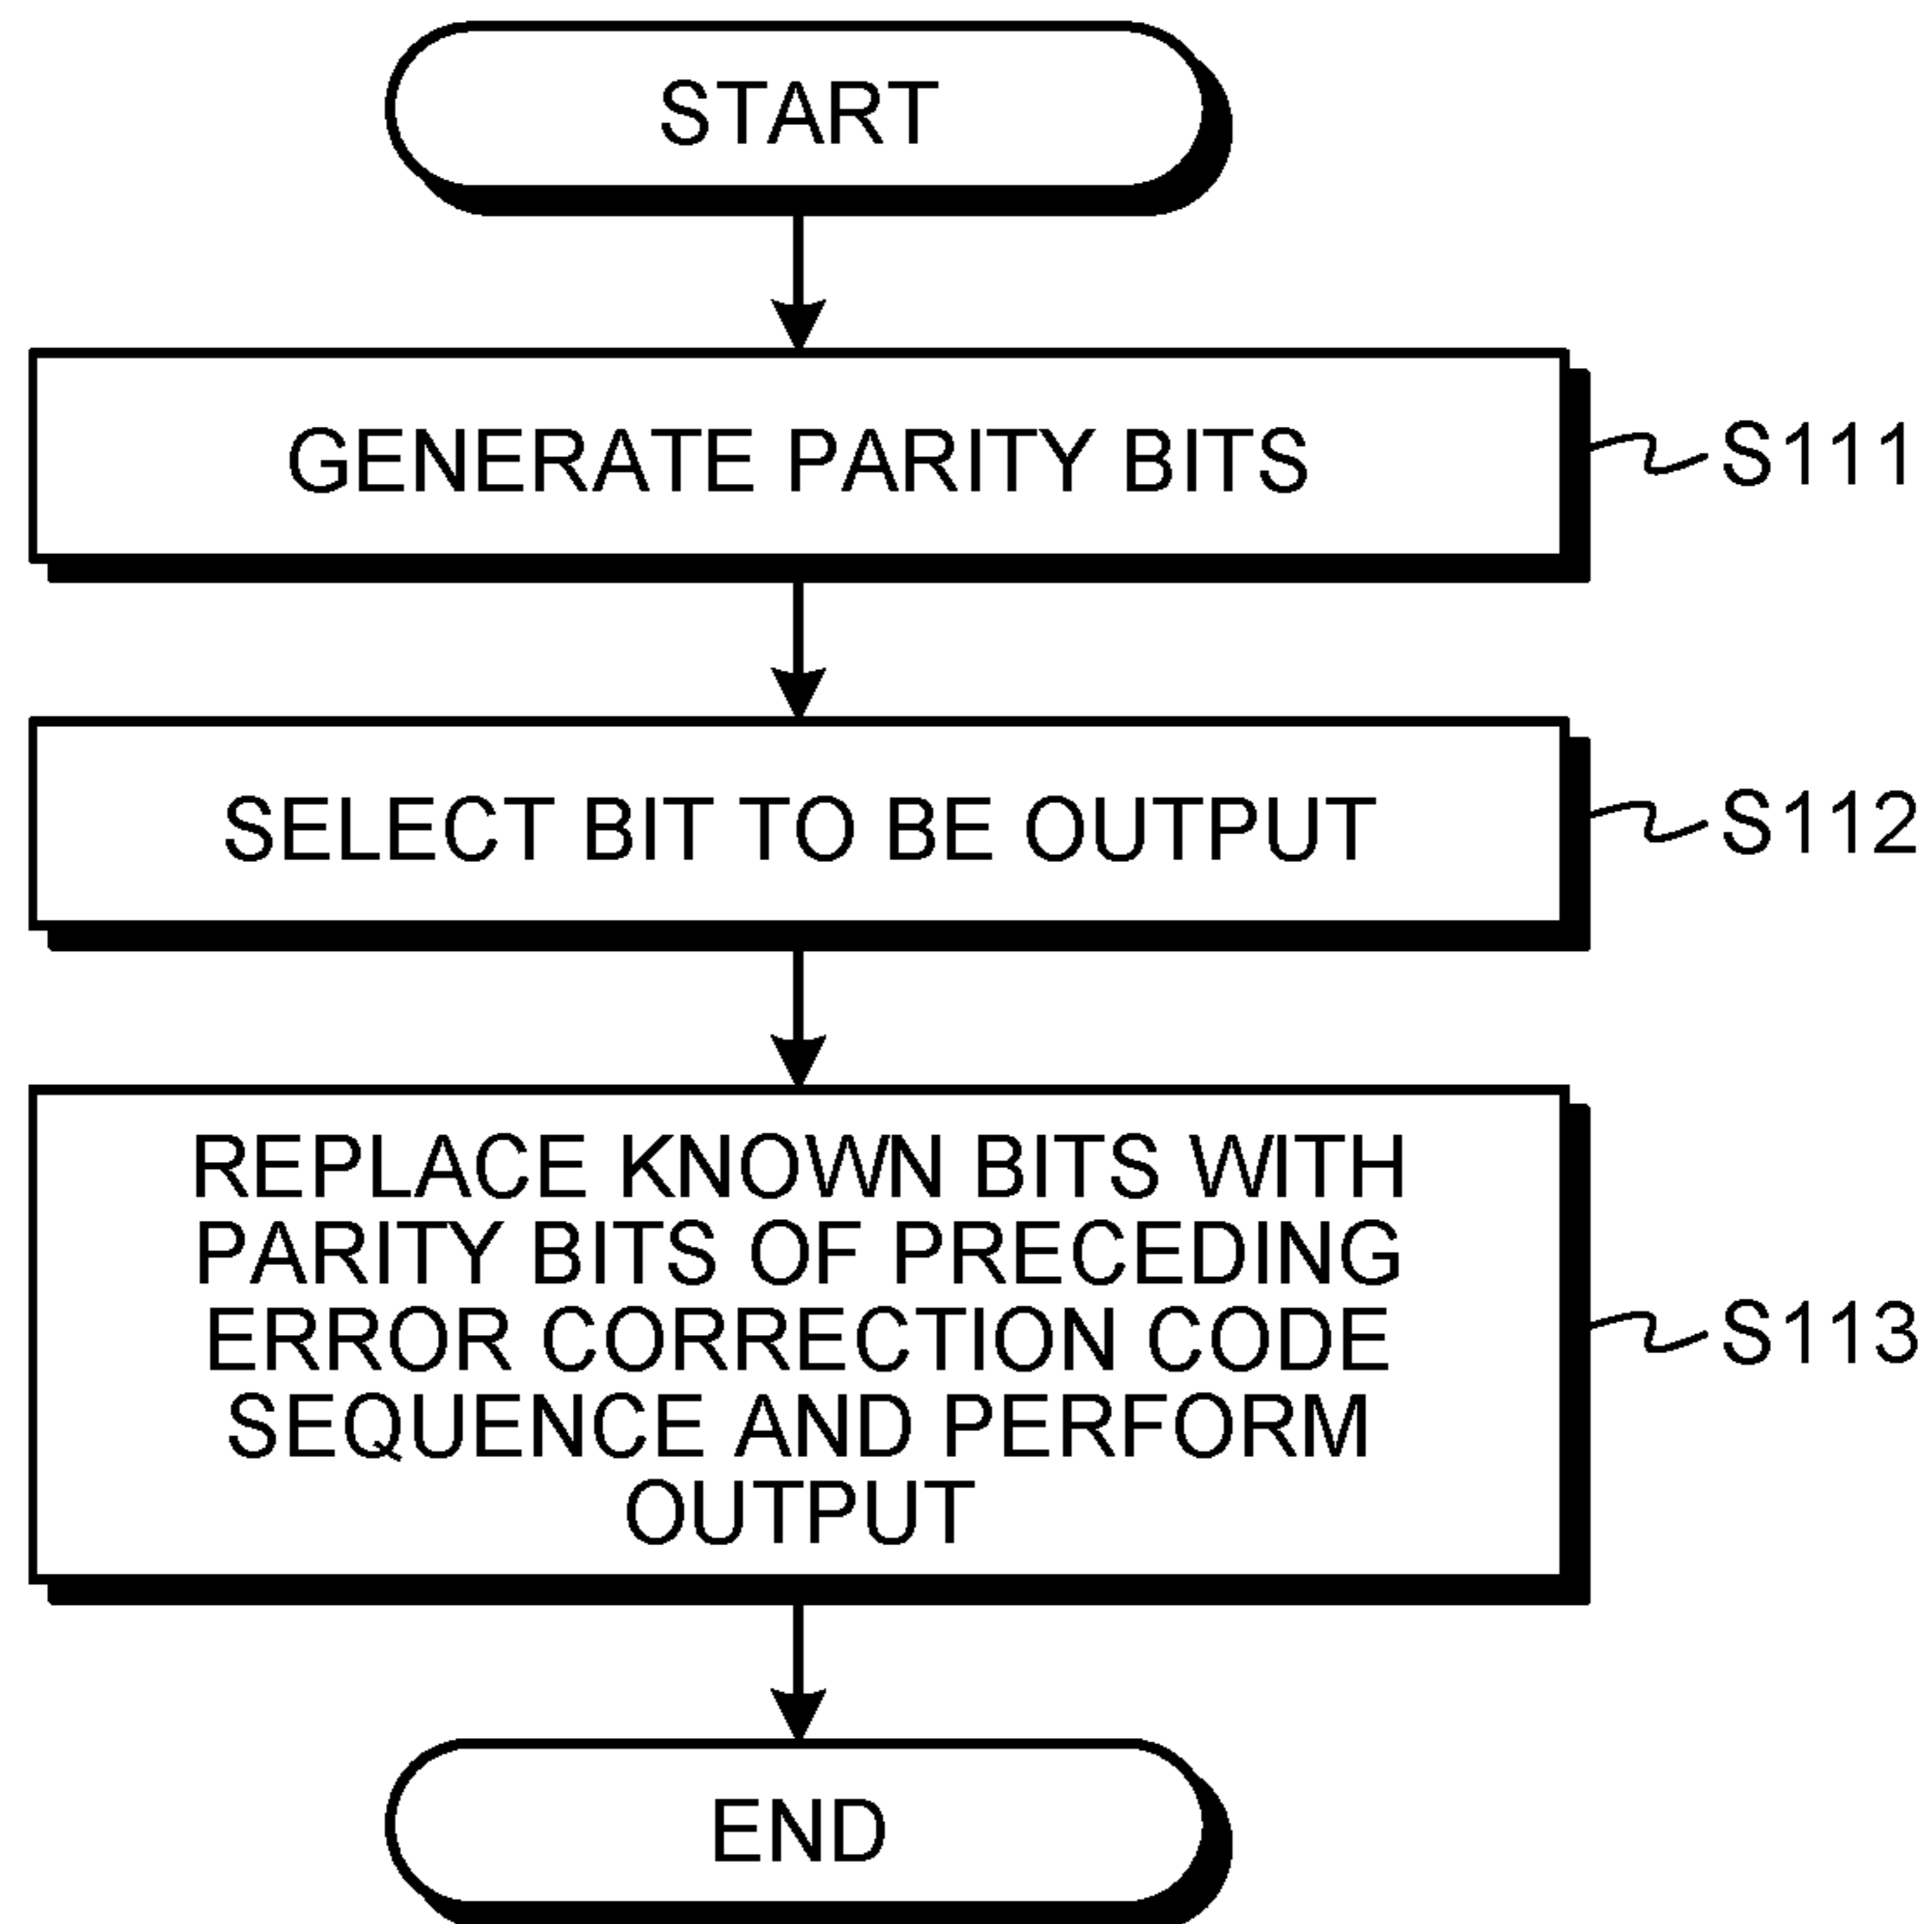 START
GENERATE PARITY BITS
S111
SELECT BIT TO BE OUTPUT
S112
REPLACE KNOWN BITS WITH
PARITY BITS OF PRECEDING
ERROR CORRECTION CODE
SEQUENCE AND PERFORM
OUTPUT
S113
END